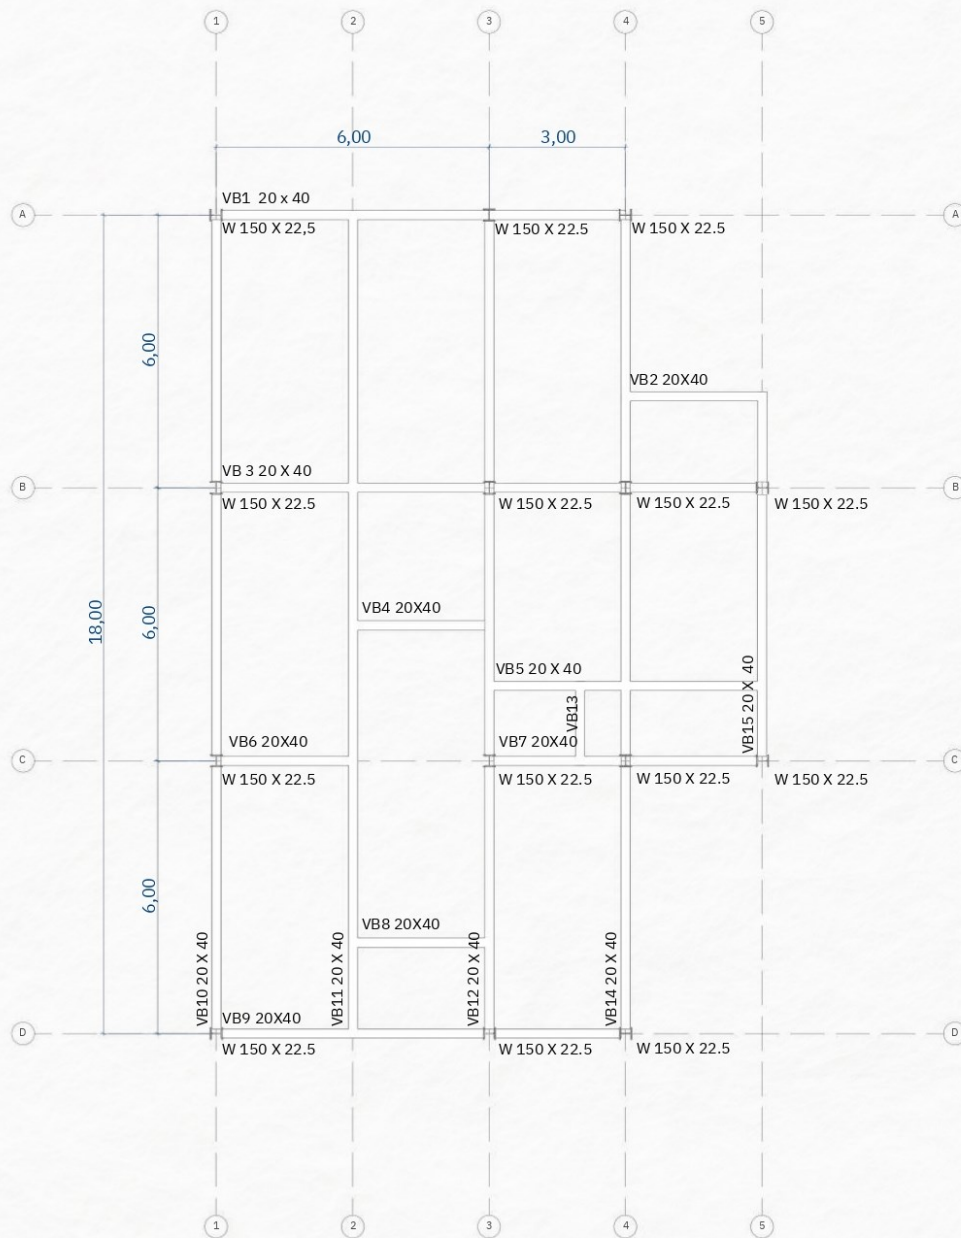 1 2 3 4 5
6,00 3,00
VB1 20 x 40
A A
W 150 X 22,5 W 150 X 22.5 W 150 X 22.5
6,00
VB2 20X40
VB 3 20 X 40
B B
W 150 X 22.5 W 150 X 22.5 W 150 X 22.5 W 150 X 22.5
VB4 20X40
18,00
6,00
VB5 20 X 40
VB13
VB15 20 X 40
VB6 20X40 VB7 20X40
C C
W 150 X 22.5 W 150 X 22.5 W 150 X 22.5 W 150 X 22.5
6,00
VB8 20X40
VB10 20 X 40
VB11 20 X 40
VB12 20 X 40
VB14 20 X 40
VB9 20X40
D D
W 150 X 22.5 W 150 X 22.5 W 150 X 22.5
1 2 3 4 5